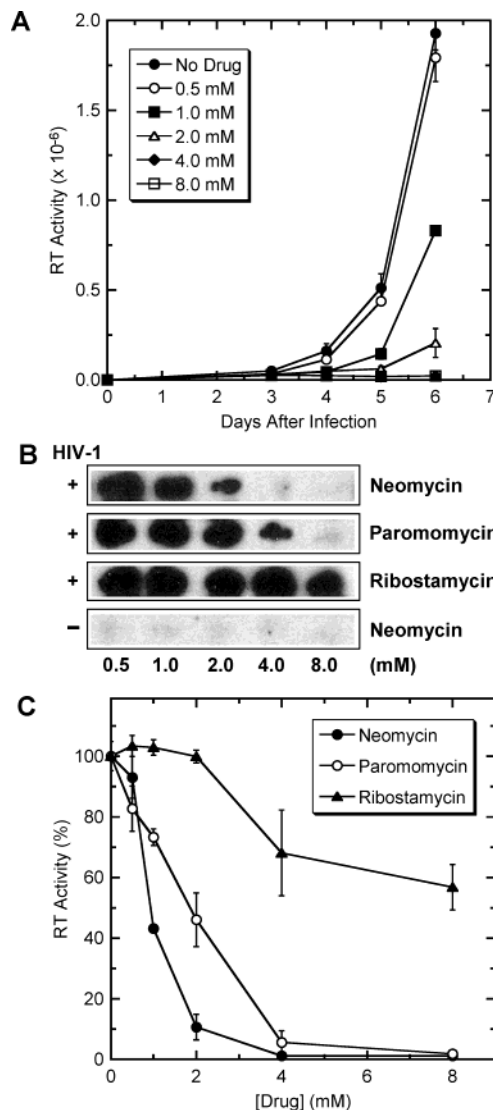 A
2.0
1.5
1.0
0.5
0.0
RT Activity (x 10⁻⁶)
No Drug
0.5 mM
1.0 mM
2.0 mM
4.0 mM
8.0 mM
0 1 2 3 4 5 6 7
Days After Infection
B HIV-1
+ Neomycin
+ Paromomycin
+ Ribostamycin
− Neomycin
0.5 1.0 2.0 4.0 8.0 (mM)
C
100
80
60
40
20
0
RT Activity (%)
Neomycin
Paromomycin
Ribostamycin
0 2 4 6 8
[Drug] (mM)